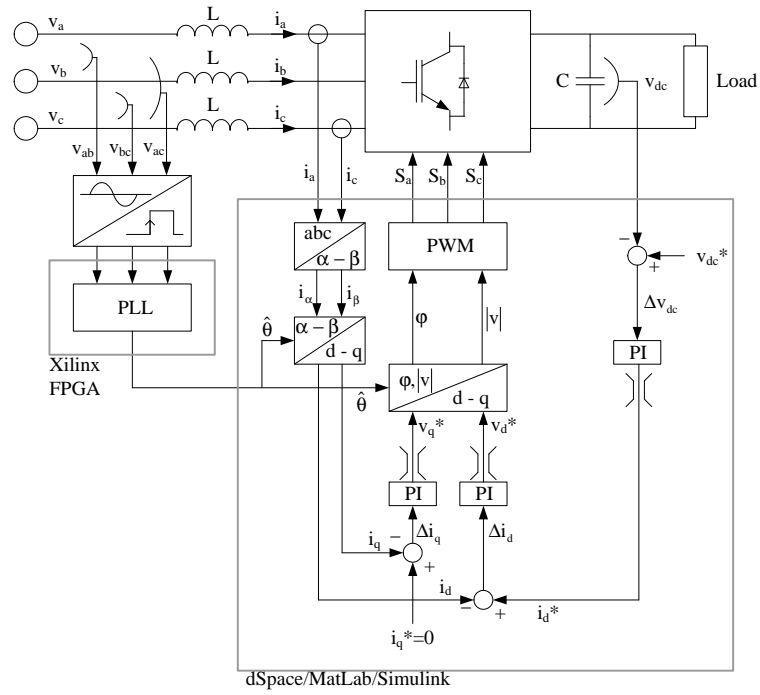 v_a L i_a
v_b L i_b C v_dc Load
v_c L i_c
v_ab v_bc v_ac i_a i_c S_a S_b S_c
abc
α – β
PWM
– + v_dc*
PLL
i_α i_β φ |v| Δv_dc
Xilinx
FPGA
θ̂
α – β
d - q
PI
θ̂
φ,|v|
d - q
v_q* v_d*
PI PI
Δi_q Δi_d
i_q – +
i_d – + i_d*
i_q*=0
dSpace/MatLab/Simulink